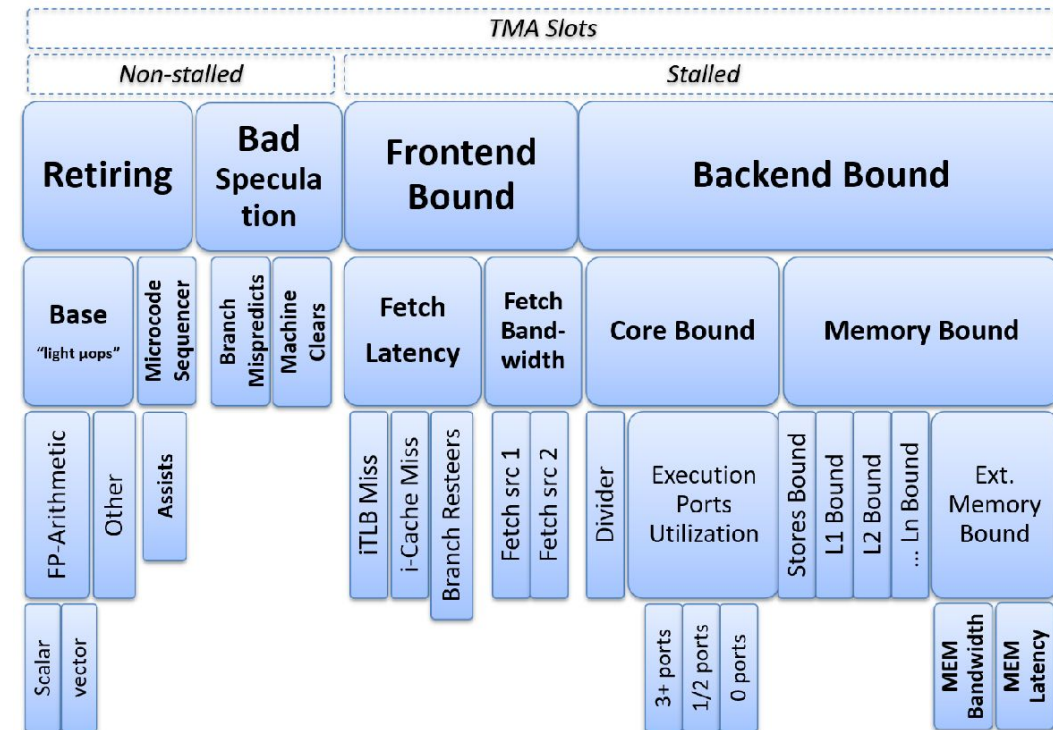 TMA Slots
Non-stalled
Stalled
Retiring
Bad
Specula
tion
Frontend
Bound
Backend Bound
Base
"light μops"
Microcode
Sequencer
Branch
Mispredicts
Machine
Clears
Fetch
Latency
Fetch
Band-
width
Core Bound
Memory Bound
FP-Arithmetic
Other
Assists
iTLB Miss
i-Cache Miss
Branch Resteers
Fetch src 1
Fetch src 2
Divider
Execution
Ports
Utilization
Stores Bound
L1 Bound
L2 Bound
... Ln Bound
Ext.
Memory
Bound
Scalar
vector
3+ ports
1/2 ports
0 ports
MEM
Bandwidth
MEM
Latency